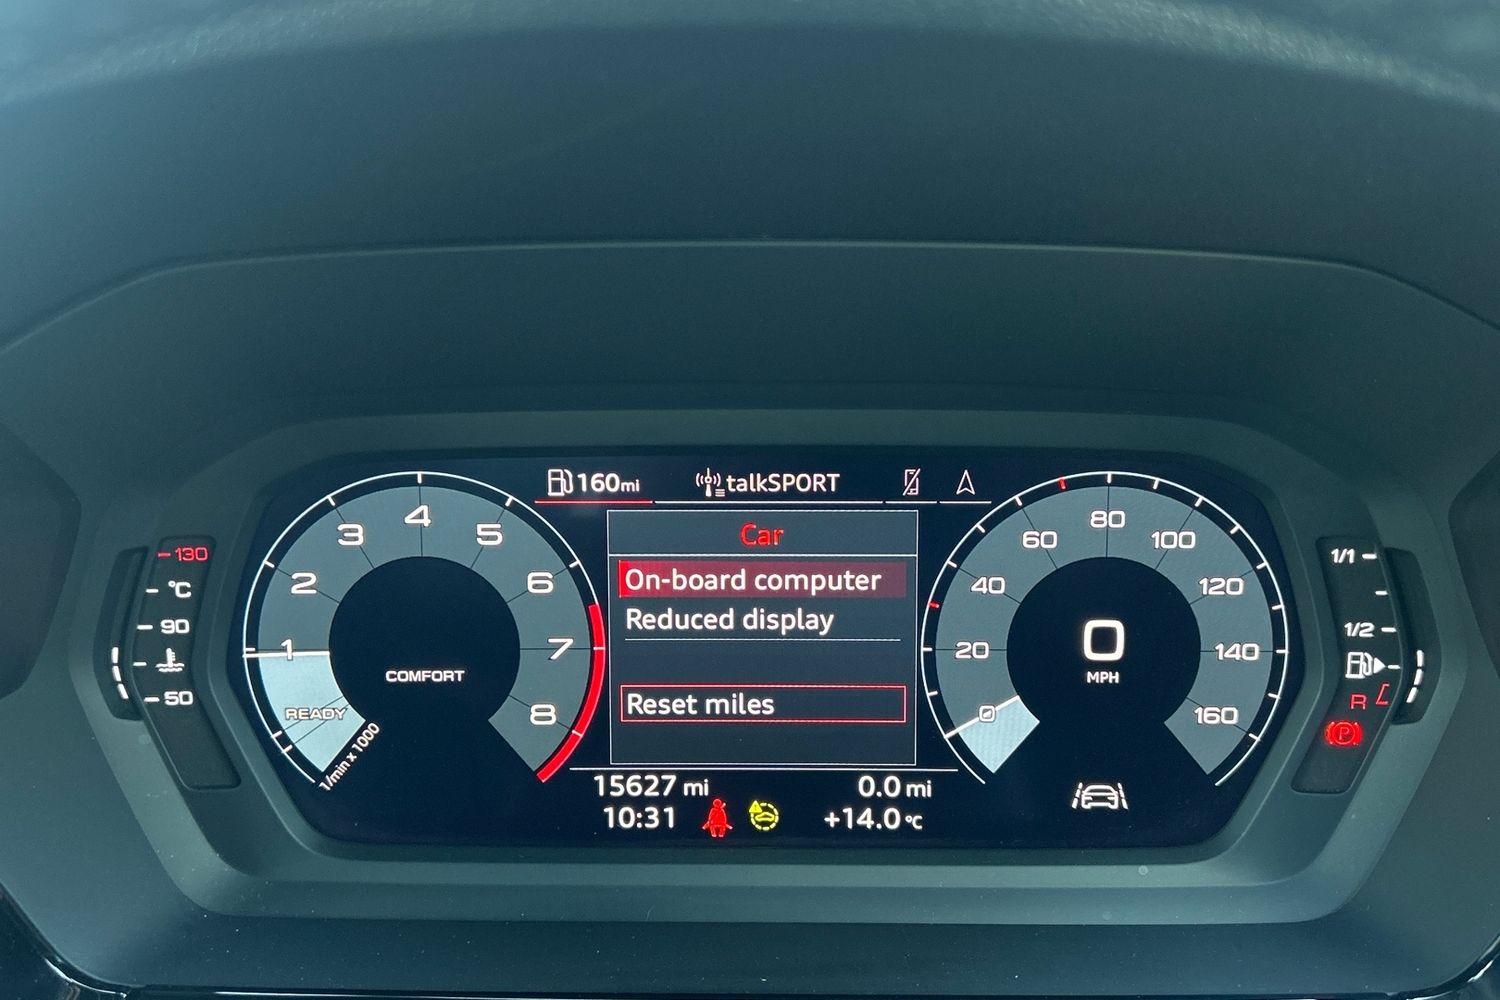 160mi
talkSPORT
Car
On-board computer
Reduced display
Reset miles
15627 mi
0.0 mi
10:31
+14.0°C
1
2
3
4
5
6
7
8
READY
1/min x 1000
COMFORT
0
20
40
60
80
100
120
140
160
0
MPH
130
°C
90
50
1/1
1/2
R
P